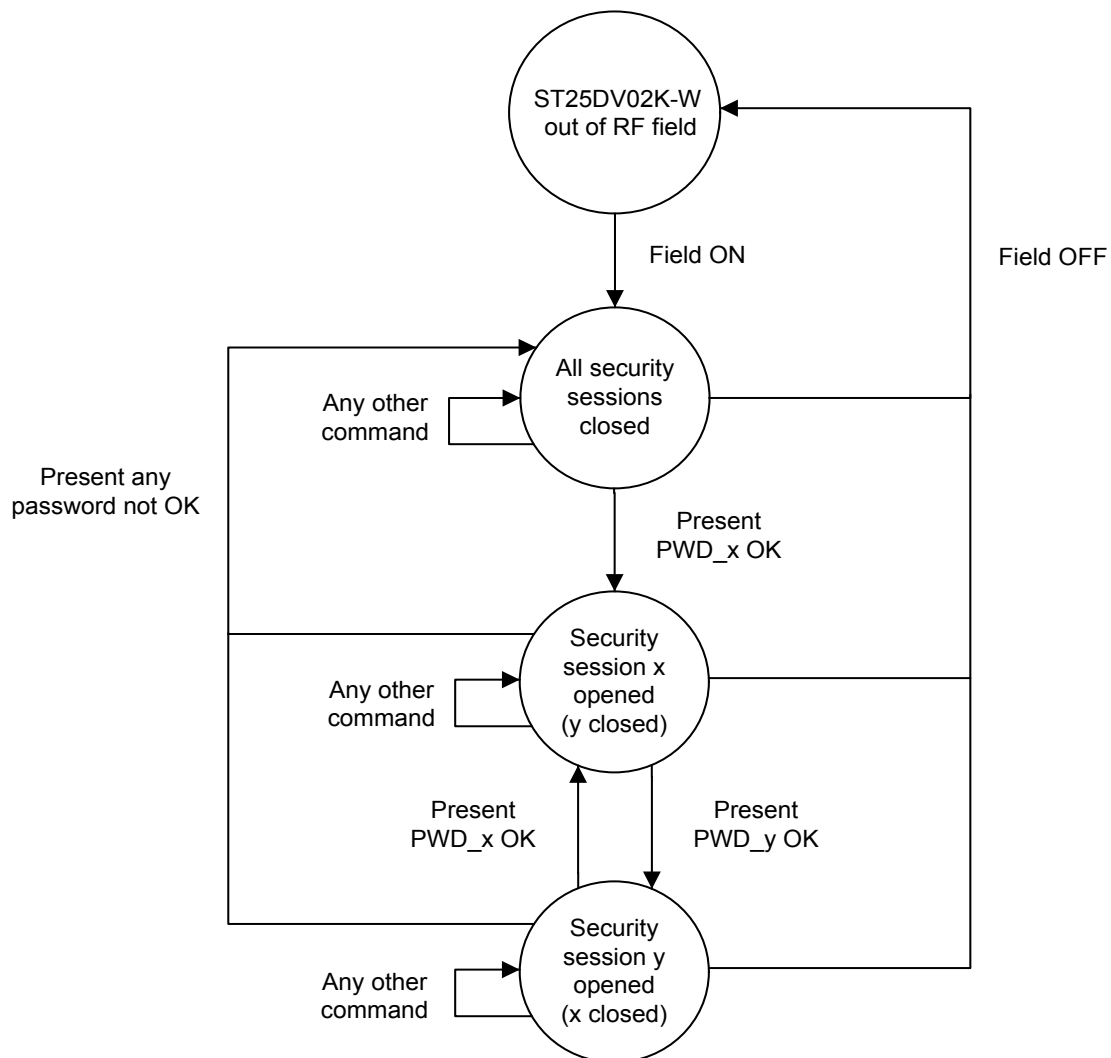 ST25DV02K-W
out of RF field
Field ON
Field OFF
All security
sessions
closed
Any other
command
Present any
password not OK
Present
PWD_x OK
Security
session x
opened
(y closed)
Any other
command
Present
PWD_x OK
Present
PWD_y OK
Security
session y
opened
(x closed)
Any other
command